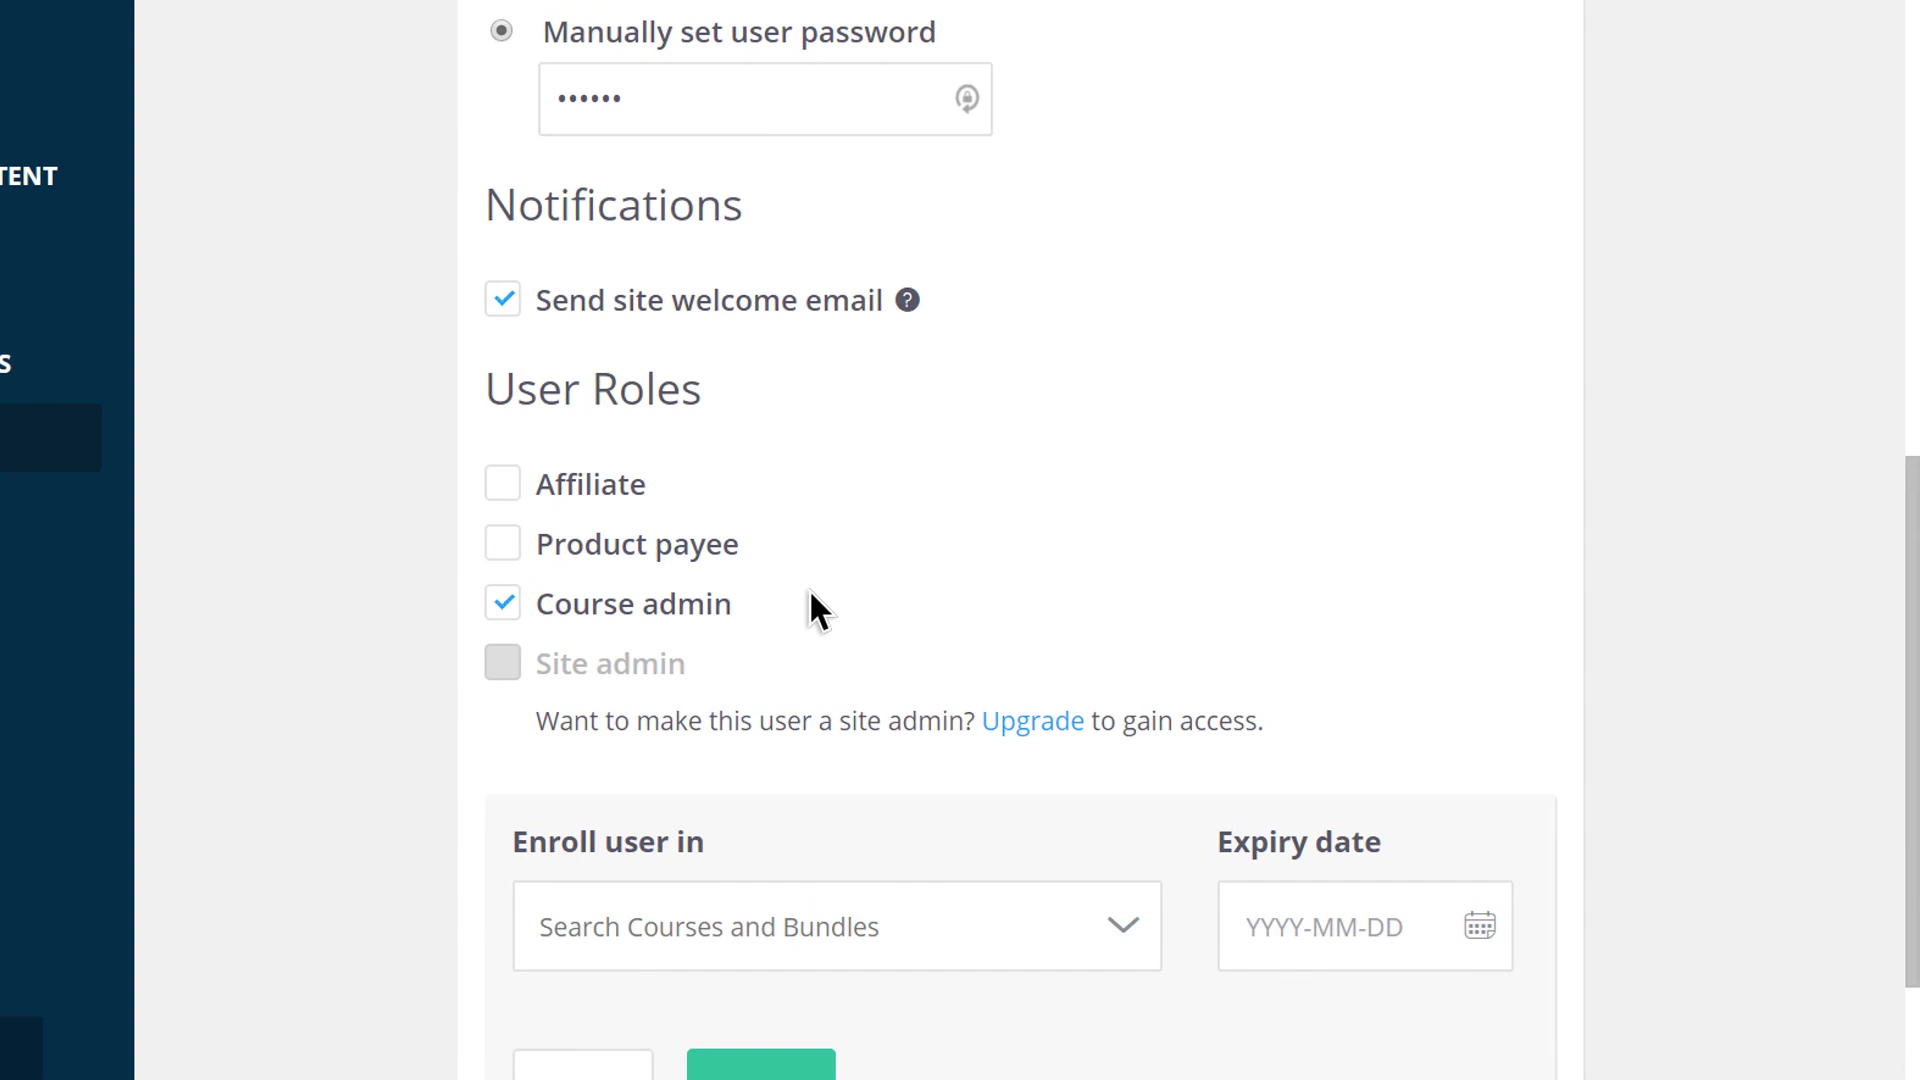 Manually set user password
••••••
TENT
Notifications
Send site welcome email ?
S
User Roles
Affiliate
Product payee
Course admin
Site admin
Want to make this user a site admin? Upgrade to gain access.
Enroll user in
Expiry date
Search Courses and Bundles
YYYY-MM-DD